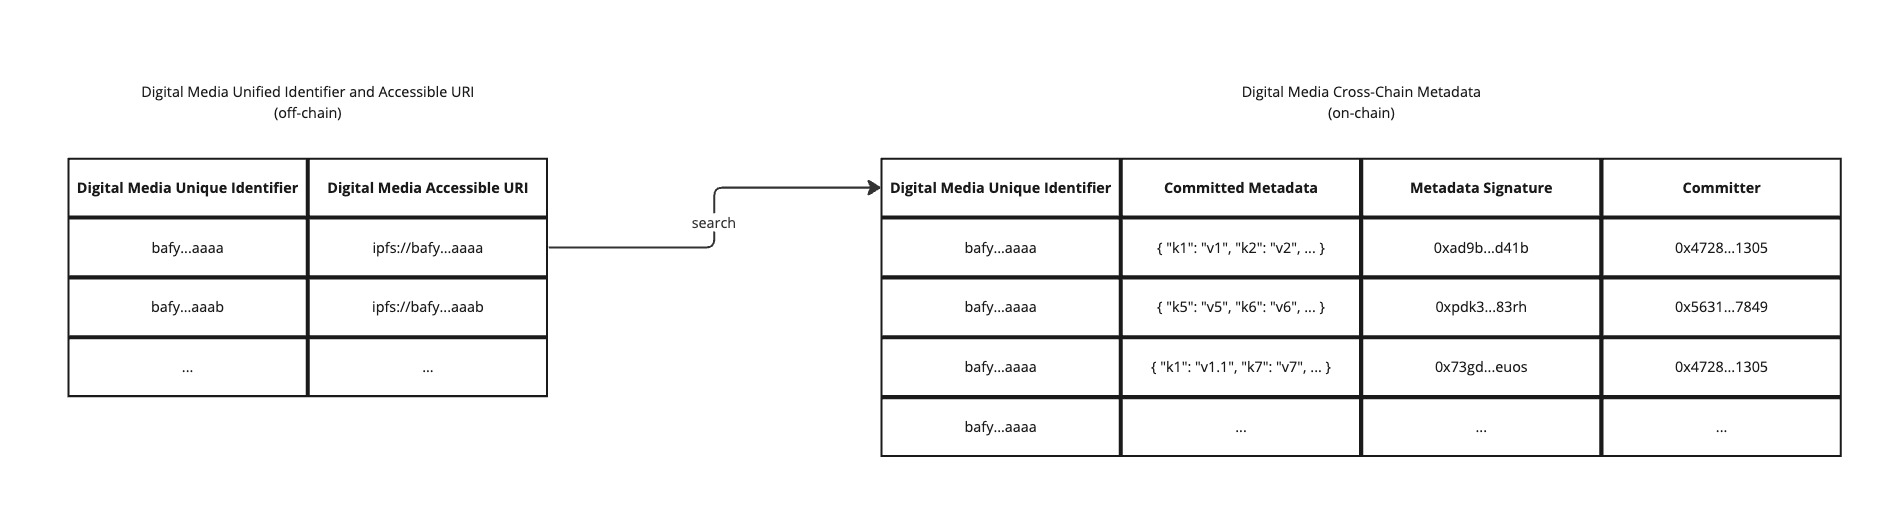 Digital Media Unified Identifier and Accessible URI
(off-chain)
Digital Media Unique Identifier Digital Media Accessible URI
bafy...aaaa ipfs://bafy...aaaa
bafy...aaab ipfs://bafy...aaab
... ...
search
Digital Media Cross-Chain Metadata
(on-chain)
Digital Media Unique Identifier Committed Metadata Metadata Signature Committer
bafy...aaaa { "k1": "v1", "k2": "v2", ... } 0xad9b...d41b 0x4728...1305
bafy...aaaa { "k5": "v5", "k6": "v6", ... } 0xpdk3...83rh 0x5631...7849
bafy...aaaa { "k1": "v1.1", "k7": "v7", ... } 0x73gd...euos 0x4728...1305
bafy...aaaa ... ... ...